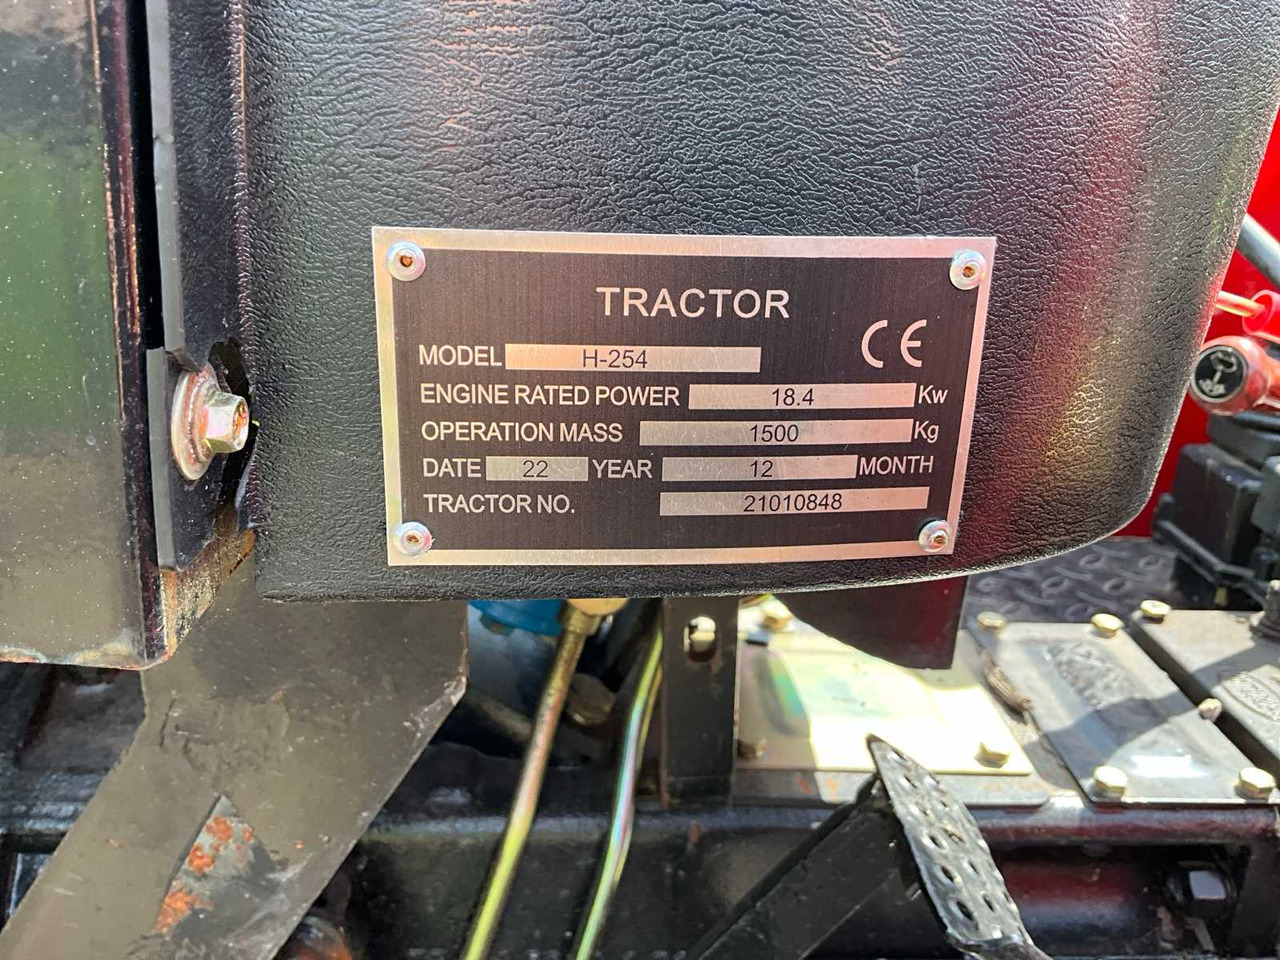 TRACTOR
CE
MODEL H-254
ENGINE RATED POWER 18.4 Kw
OPERATION MASS 1500 Kg
DATE 22 YEAR 12 MONTH
TRACTOR NO. 21010848